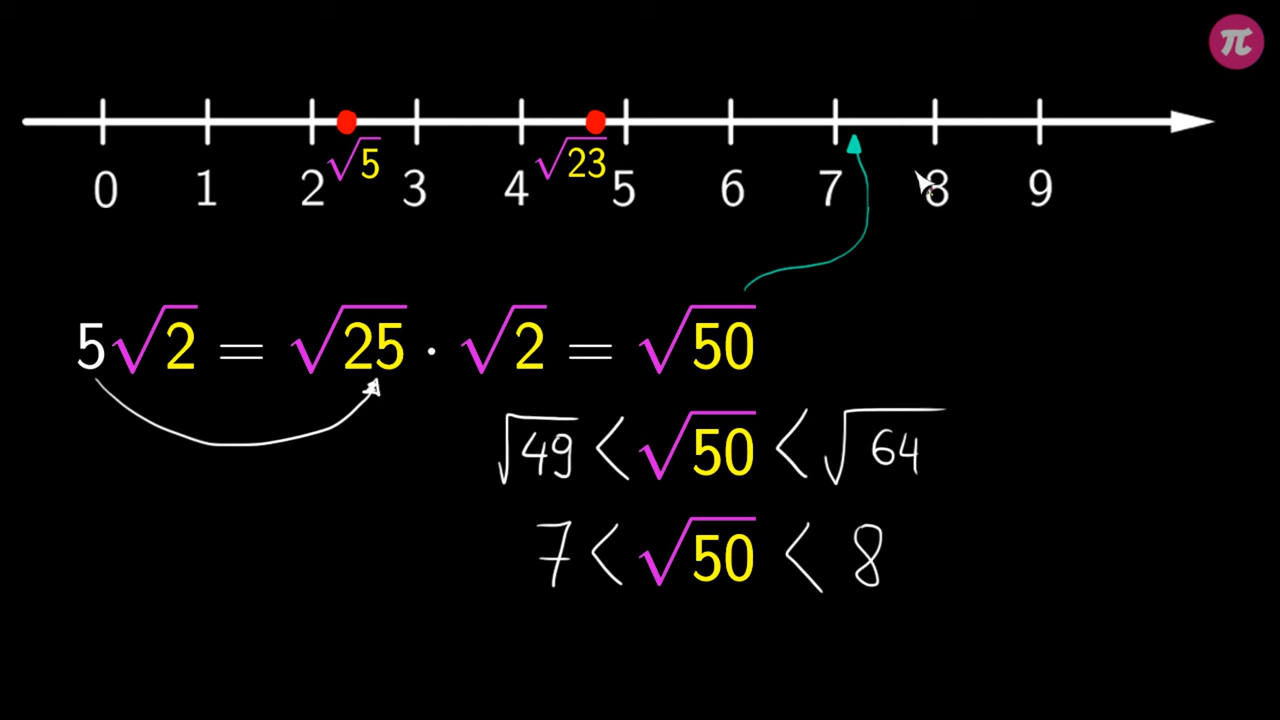 π
√5 √23
0 1 2 3 4 5 6 7 8 9
5√2 = √25 · √2 = √50
√49 < √50 < √64
7 < √50 < 8